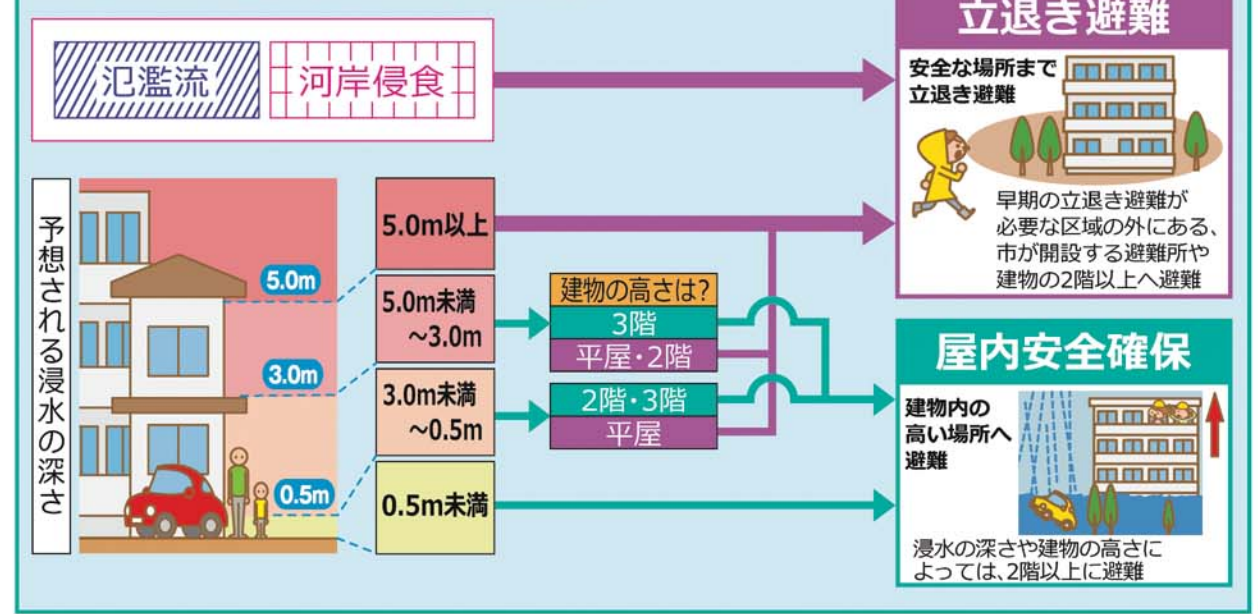 氾濫流
河岸侵食
立退き避難
安全な場所まで
立退き避難
早期の立退き避難が
必要な区域の外にある、
市が開設する避難所や
建物の2階以上へ避難
予想される浸水の深さ
5.0m
3.0m
0.5m
5.0m以上
5.0m未満
～3.0m
3.0m未満
～0.5m
0.5m未満
建物の高さは?
3階
平屋・2階
2階・3階
平屋
屋内安全確保
建物内の
高い場所へ
避難
浸水の深さや建物の高さに
よっては、2階以上に避難